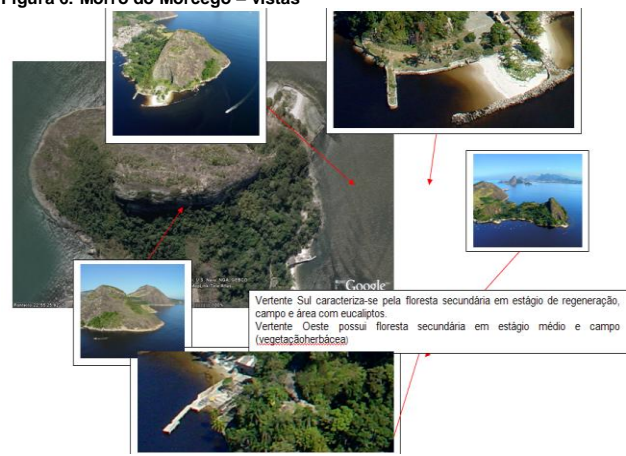 Figura 6. Morro do Morcego – vistas
Google
Vertente Sul caracteriza-se pela floresta secundária em estágio de regeneração,
campo e área com eucaliptos.
Vertente Oeste possui floresta secundária em estágio médio e campo
(vegetaçãoherbácea)